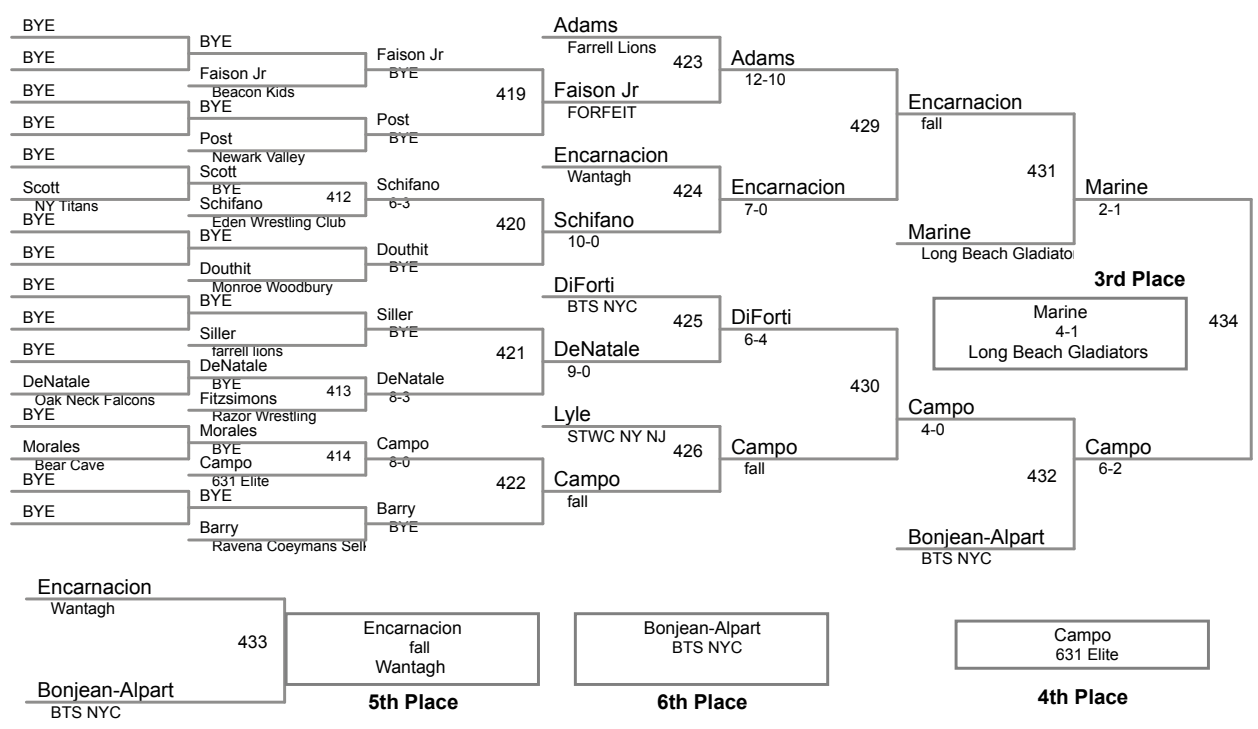 BYE
BYE
BYE
BYE
BYE
Scott
NY Titans
BYE
BYE
BYE
BYE
BYE
DeNatale
Oak Neck Falcons
BYE
Morales
Bear Cave
BYE
BYE
BYE
Faison Jr
Beacon Kids
BYE
Post
Newark Valley
Scott
BYE
412
Schifano
Eden Wrestling Club
BYE
Douthit
Monroe Woodbury
BYE
Siller
farrell lions
DeNatale
BYE
413
Fitzsimons
Razor Wrestling
Morales
BYE
414
Campo
631 Elite
BYE
Barry
Ravena Coeymans Selk
Faison Jr
BYE
419
Post
BYE
Schifano
6-3
420
Douthit
BYE
Siller
BYE
421
DeNatale
8-3
Campo
8-0
422
Barry
BYE
Adams
Farrell Lions
423
Faison Jr
FORFEIT
Encarnacion
Wantagh
424
Schifano
10-0
DiForti
BTS NYC
425
DeNatale
9-0
Lyle
STWC NY NJ
426
Campo
fall
Adams
12-10
429
Encarnacion
7-0
DiForti
6-4
430
Campo
fall
Encarnacion
fall
431
Marine
Long Beach Gladiator
Campo
4-0
432
Bonjean-Alpart
BTS NYC
Marine
2-1
434
Campo
6-2
3rd Place
Marine
4-1
Long Beach Gladiators
Encarnacion
Wantagh
433
Bonjean-Alpart
BTS NYC
Encarnacion
fall
Wantagh
5th Place
Bonjean-Alpart
BTS NYC
6th Place
Campo
631 Elite
4th Place